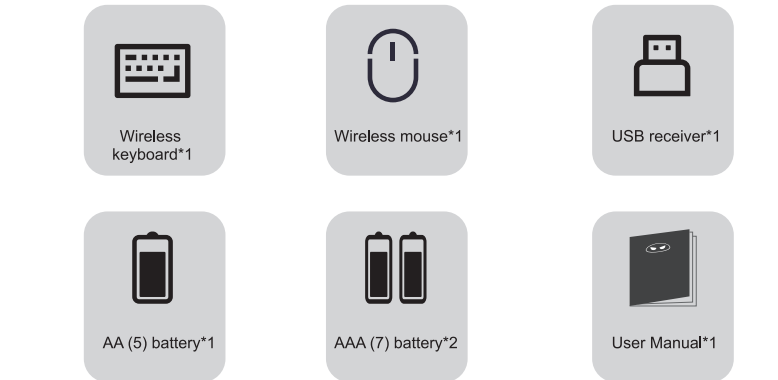 Wireless
keyboard*1
Wireless mouse*1
USB receiver*1
AA (5) battery*1
AAA (7) battery*2
User Manual*1